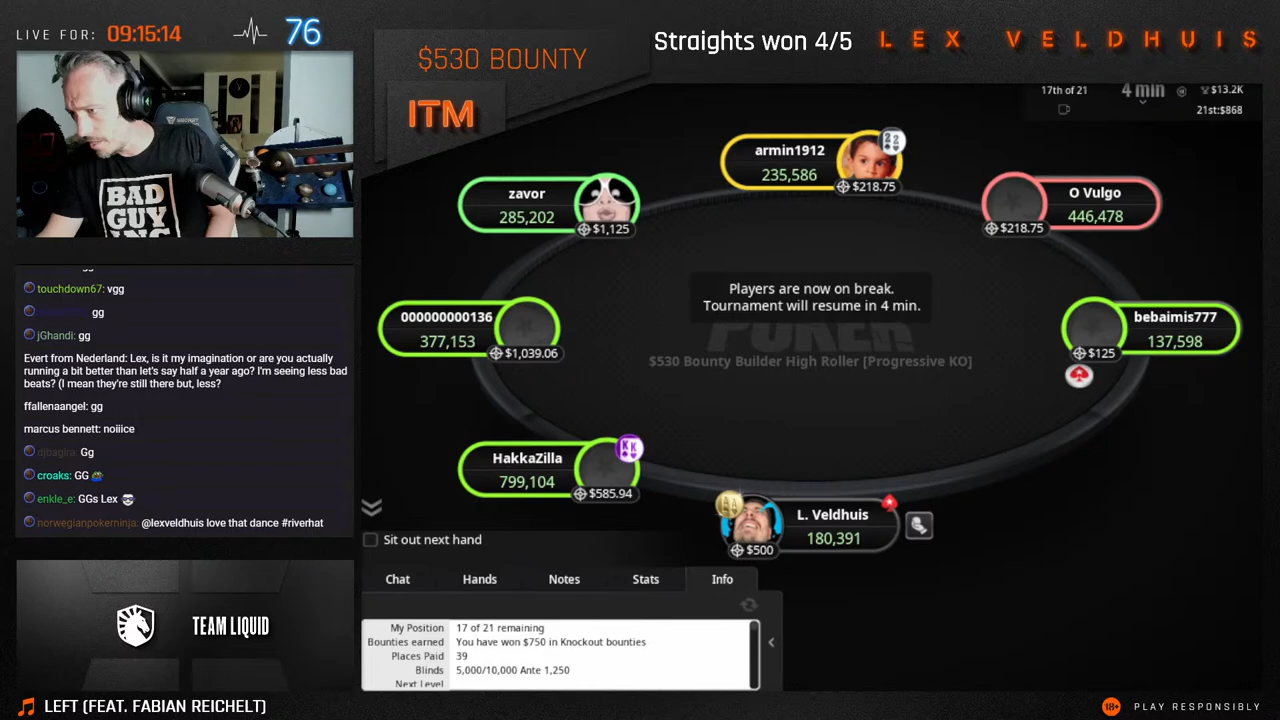 LIVE FOR: 09:15:14
76
$530 BOUNTY
ITM
Straights won 4/5
LEX VELDHUIS
17th of 21
4 min
$13.2K
21st:$868
armin1912
235,586
$218.75
zavor
285,202
$1,125
O Vulgo
446,478
$218.75
000000000136
377,153
$1,039.06
Players are now on break.
Tournament will resume in 4 min.
POKER
$530 Bounty Builder High Roller [Progressive KO]
bebaimis777
137,598
$125
HakkaZilla
799,104
$585.94
KK
L. Veldhuis
180,391
$500
BAD
GUY
touchdown67: vgg
gg
jGhandi: gg
Evert from Nederland: Lex, is it my imagination or are you actually
running a bit better than let's say half a year ago? I'm seeing less bad
beats? (I mean they're still there but, less?
ffallenaangel: gg
marcus bennett: noiiice
djbagira: Gg
croaks: GG
enkle_e: GGs Lex
norwegianpokerninja: @lexveldhuis love that dance #riverhat
Sit out next hand
Chat Hands Notes Stats Info
My Position 17 of 21 remaining
Bounties earned You have won $750 in Knockout bounties
Places Paid 39
Blinds 5,000/10,000 Ante 1,250
Next Level
TEAM LIQUID
LEFT (FEAT. FABIAN REICHELT)
18+ PLAY RESPONSIBLY